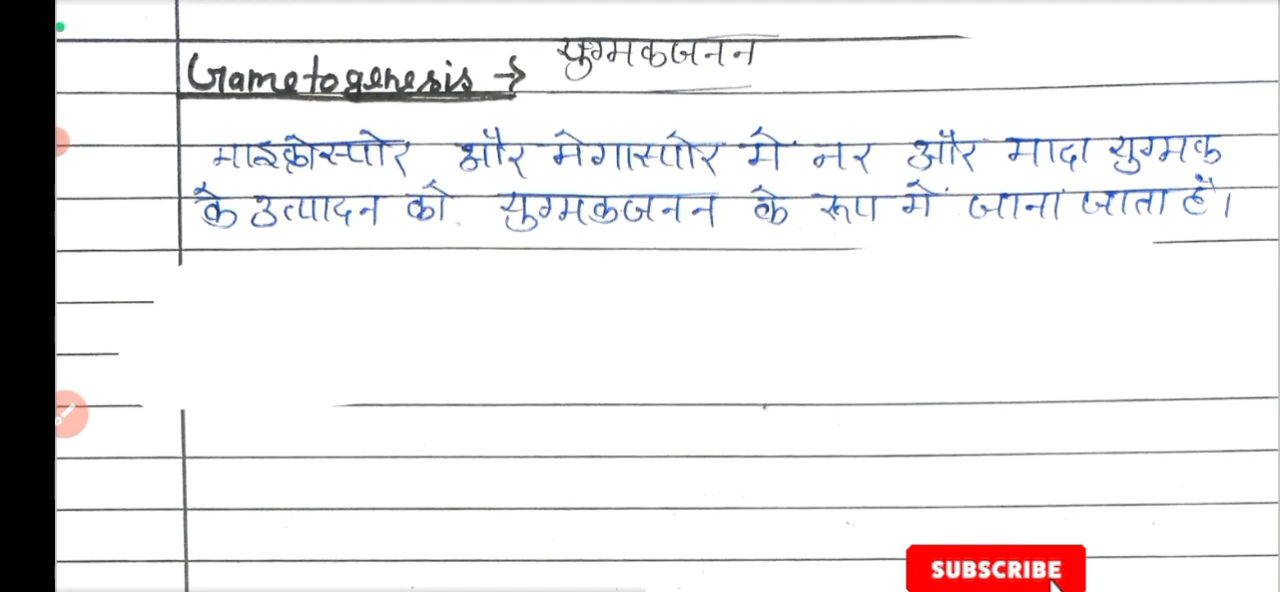 Gametogenesis → युग्मकजनन
माइक्रोस्पोर और मेगास्पोर में नर और मादा युग्मक
के उत्पादन को युग्मकजनन के रूप में जाना जाता है।
SUBSCRIBE